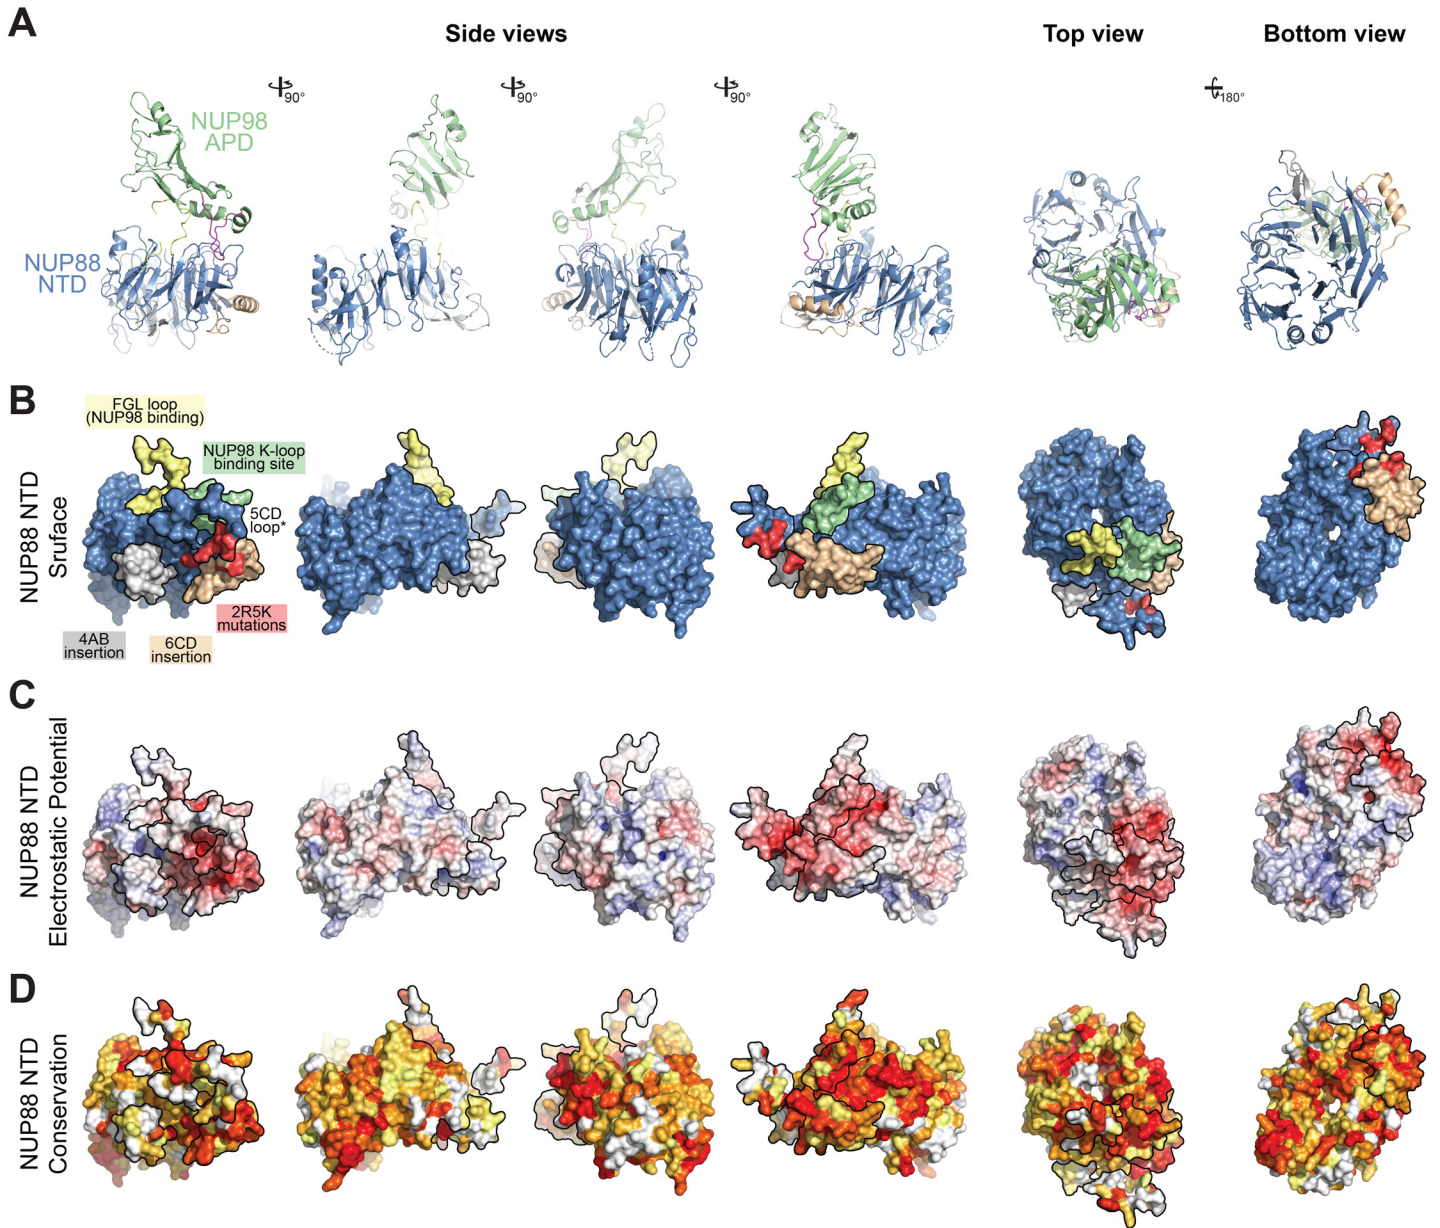 A
Side views
Top view
Bottom view
90°
90°
90°
180°
NUP98
APD
NUP88
NTD
B
FGL loop
(NUP98 binding)
NUP98 K-loop
binding site
5CD
loop*
2R5K
mutations
4AB
insertion
6CD
insertion
NUP88 NTD
Sruface
C
NUP88 NTD
Electrostatic Potential
D
NUP88 NTD
Conservation